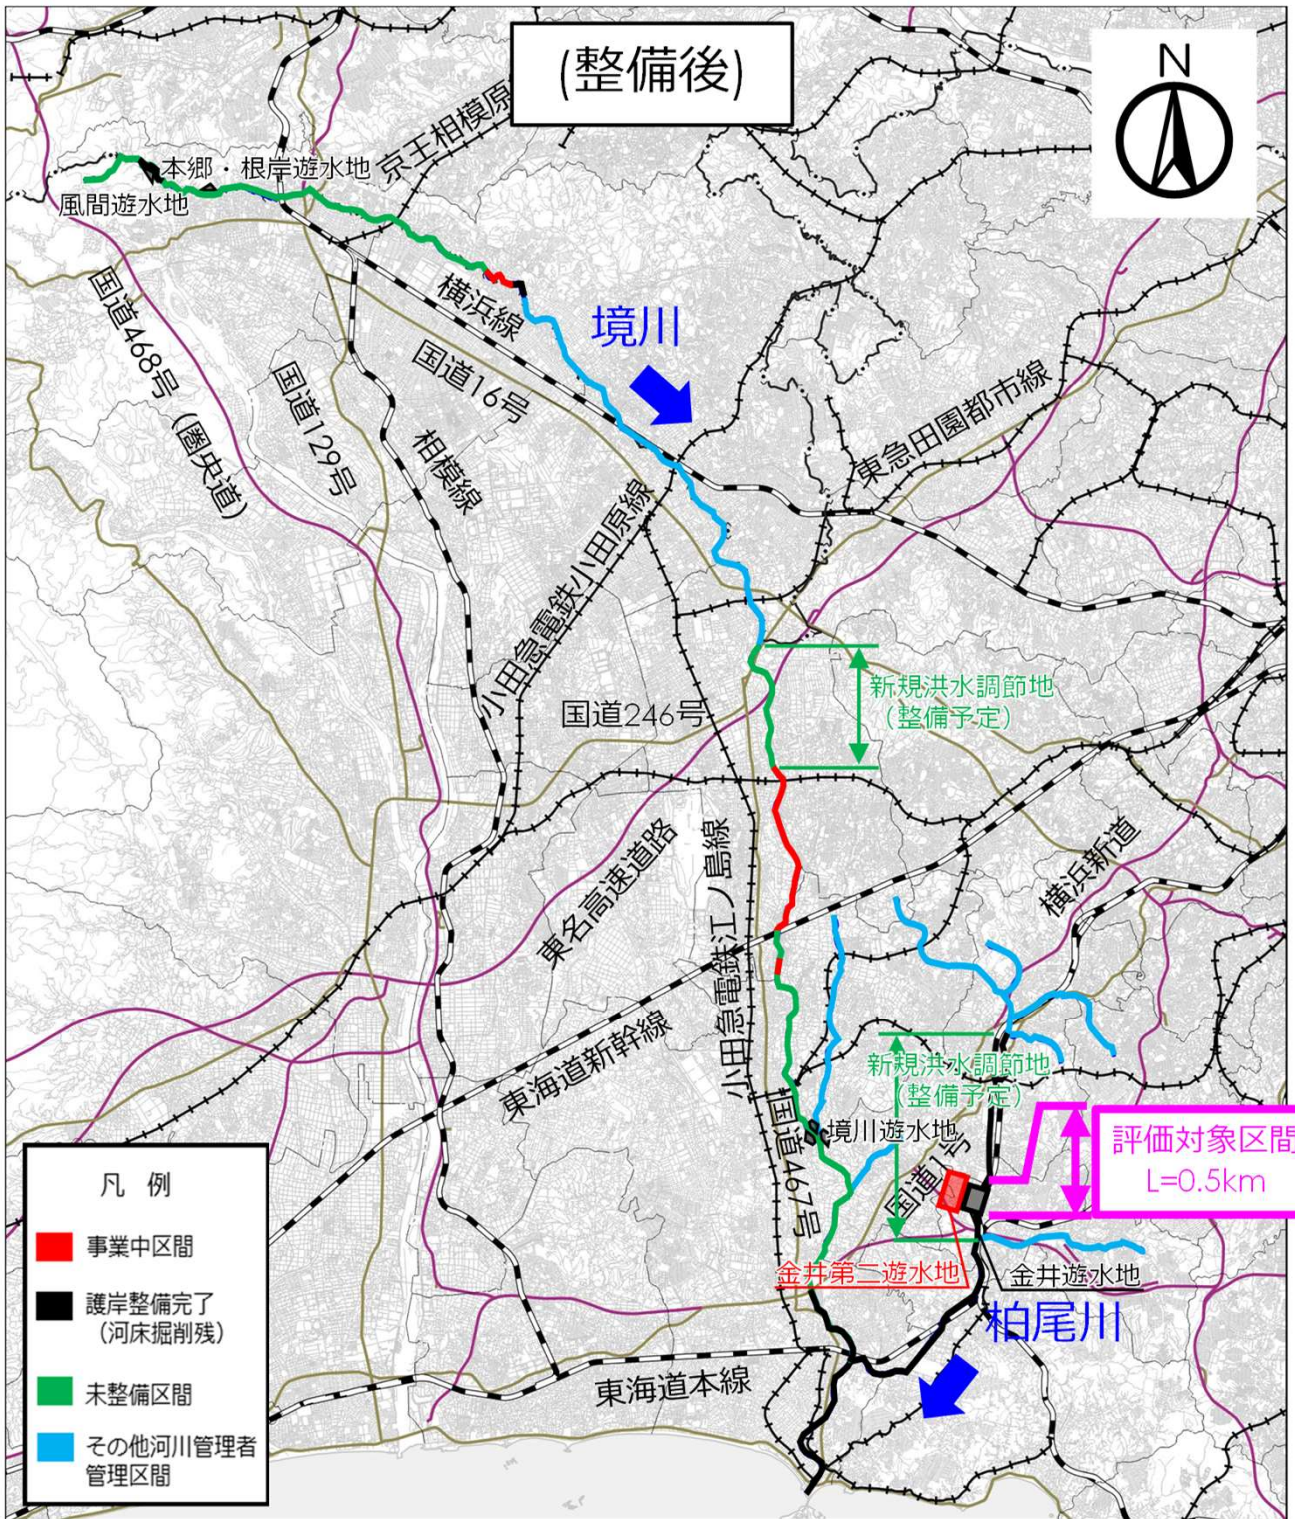 (整備後)
N
京王相模原
本郷・根岸遊水地
風間遊水地
横浜線
境川
国道468号（圏央道）
国道129号
国道16号
相模線
東急田園都市線
小田急電鉄小田原線
国道246号
新規洪水調節地
（整備予定）
東名高速道路
小田急電鉄江ノ島線
横浜新道
東海道新幹線
新規洪水調節地
（整備予定）
国道467号
境川遊水地
国道1号
評価対象区間
L=0.5km
金井第二遊水地
金井遊水地
柏尾川
東海道本線
凡 例
事業中区間
護岸整備完了
（河床掘削残）
未整備区間
その他河川管理者
管理区間